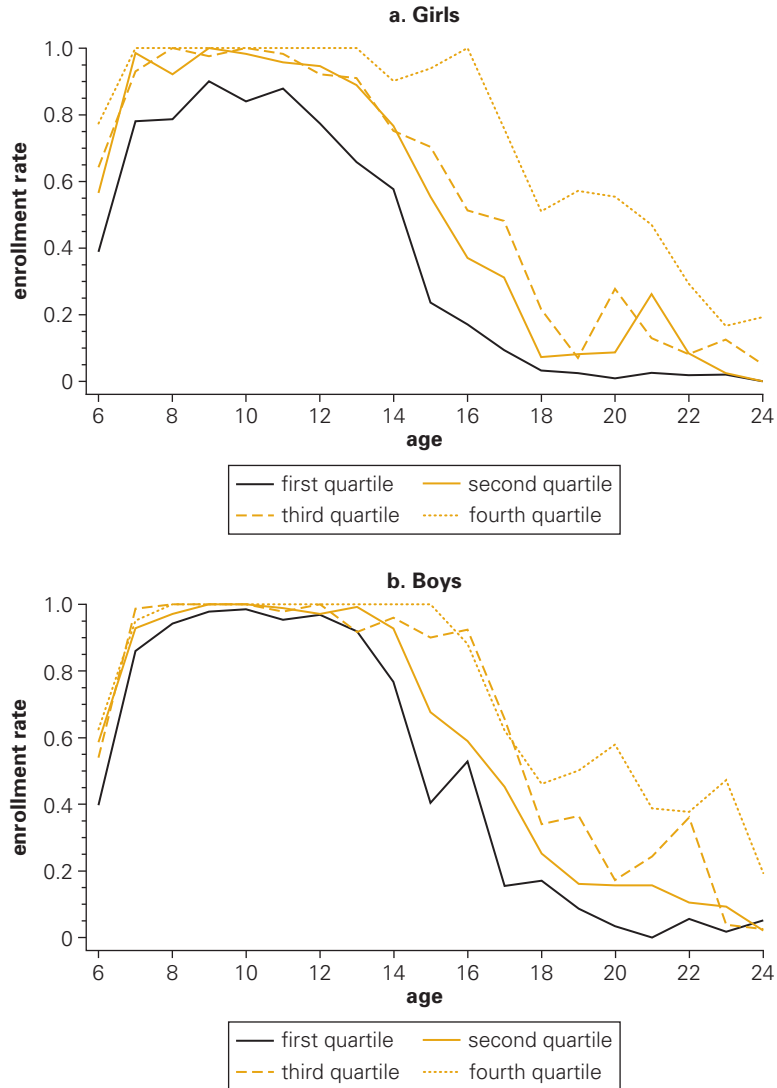 a. Girls
1.0
0.8
0.6
0.4
0.2
0
enrollment rate
6 8 10 12 14 16 18 20 22 24
age
first quartile second quartile
third quartile fourth quartile
b. Boys
1.0
0.8
0.6
0.4
0.2
0
enrollment rate
6 8 10 12 14 16 18 20 22 24
age
first quartile second quartile
third quartile fourth quartile